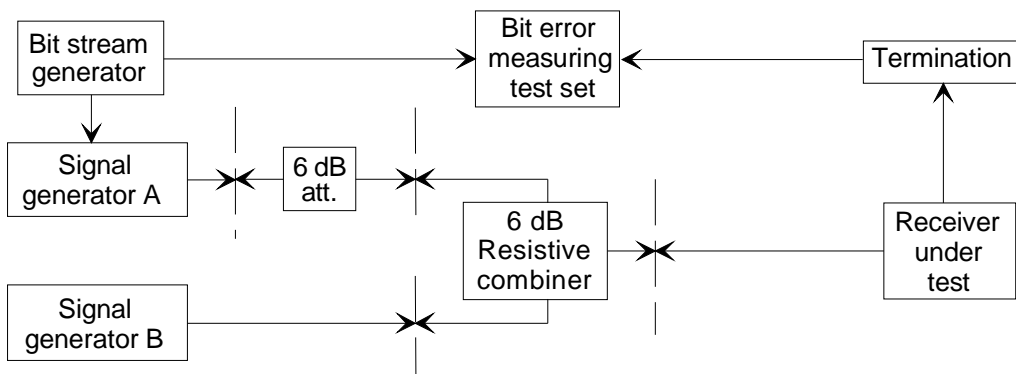 Bit stream
generator
Bit error
measuring
test set
Termination
Signal
generator A
6 dB
att.
6 dB
Resistive
combiner
Receiver
under
test
Signal
generator B